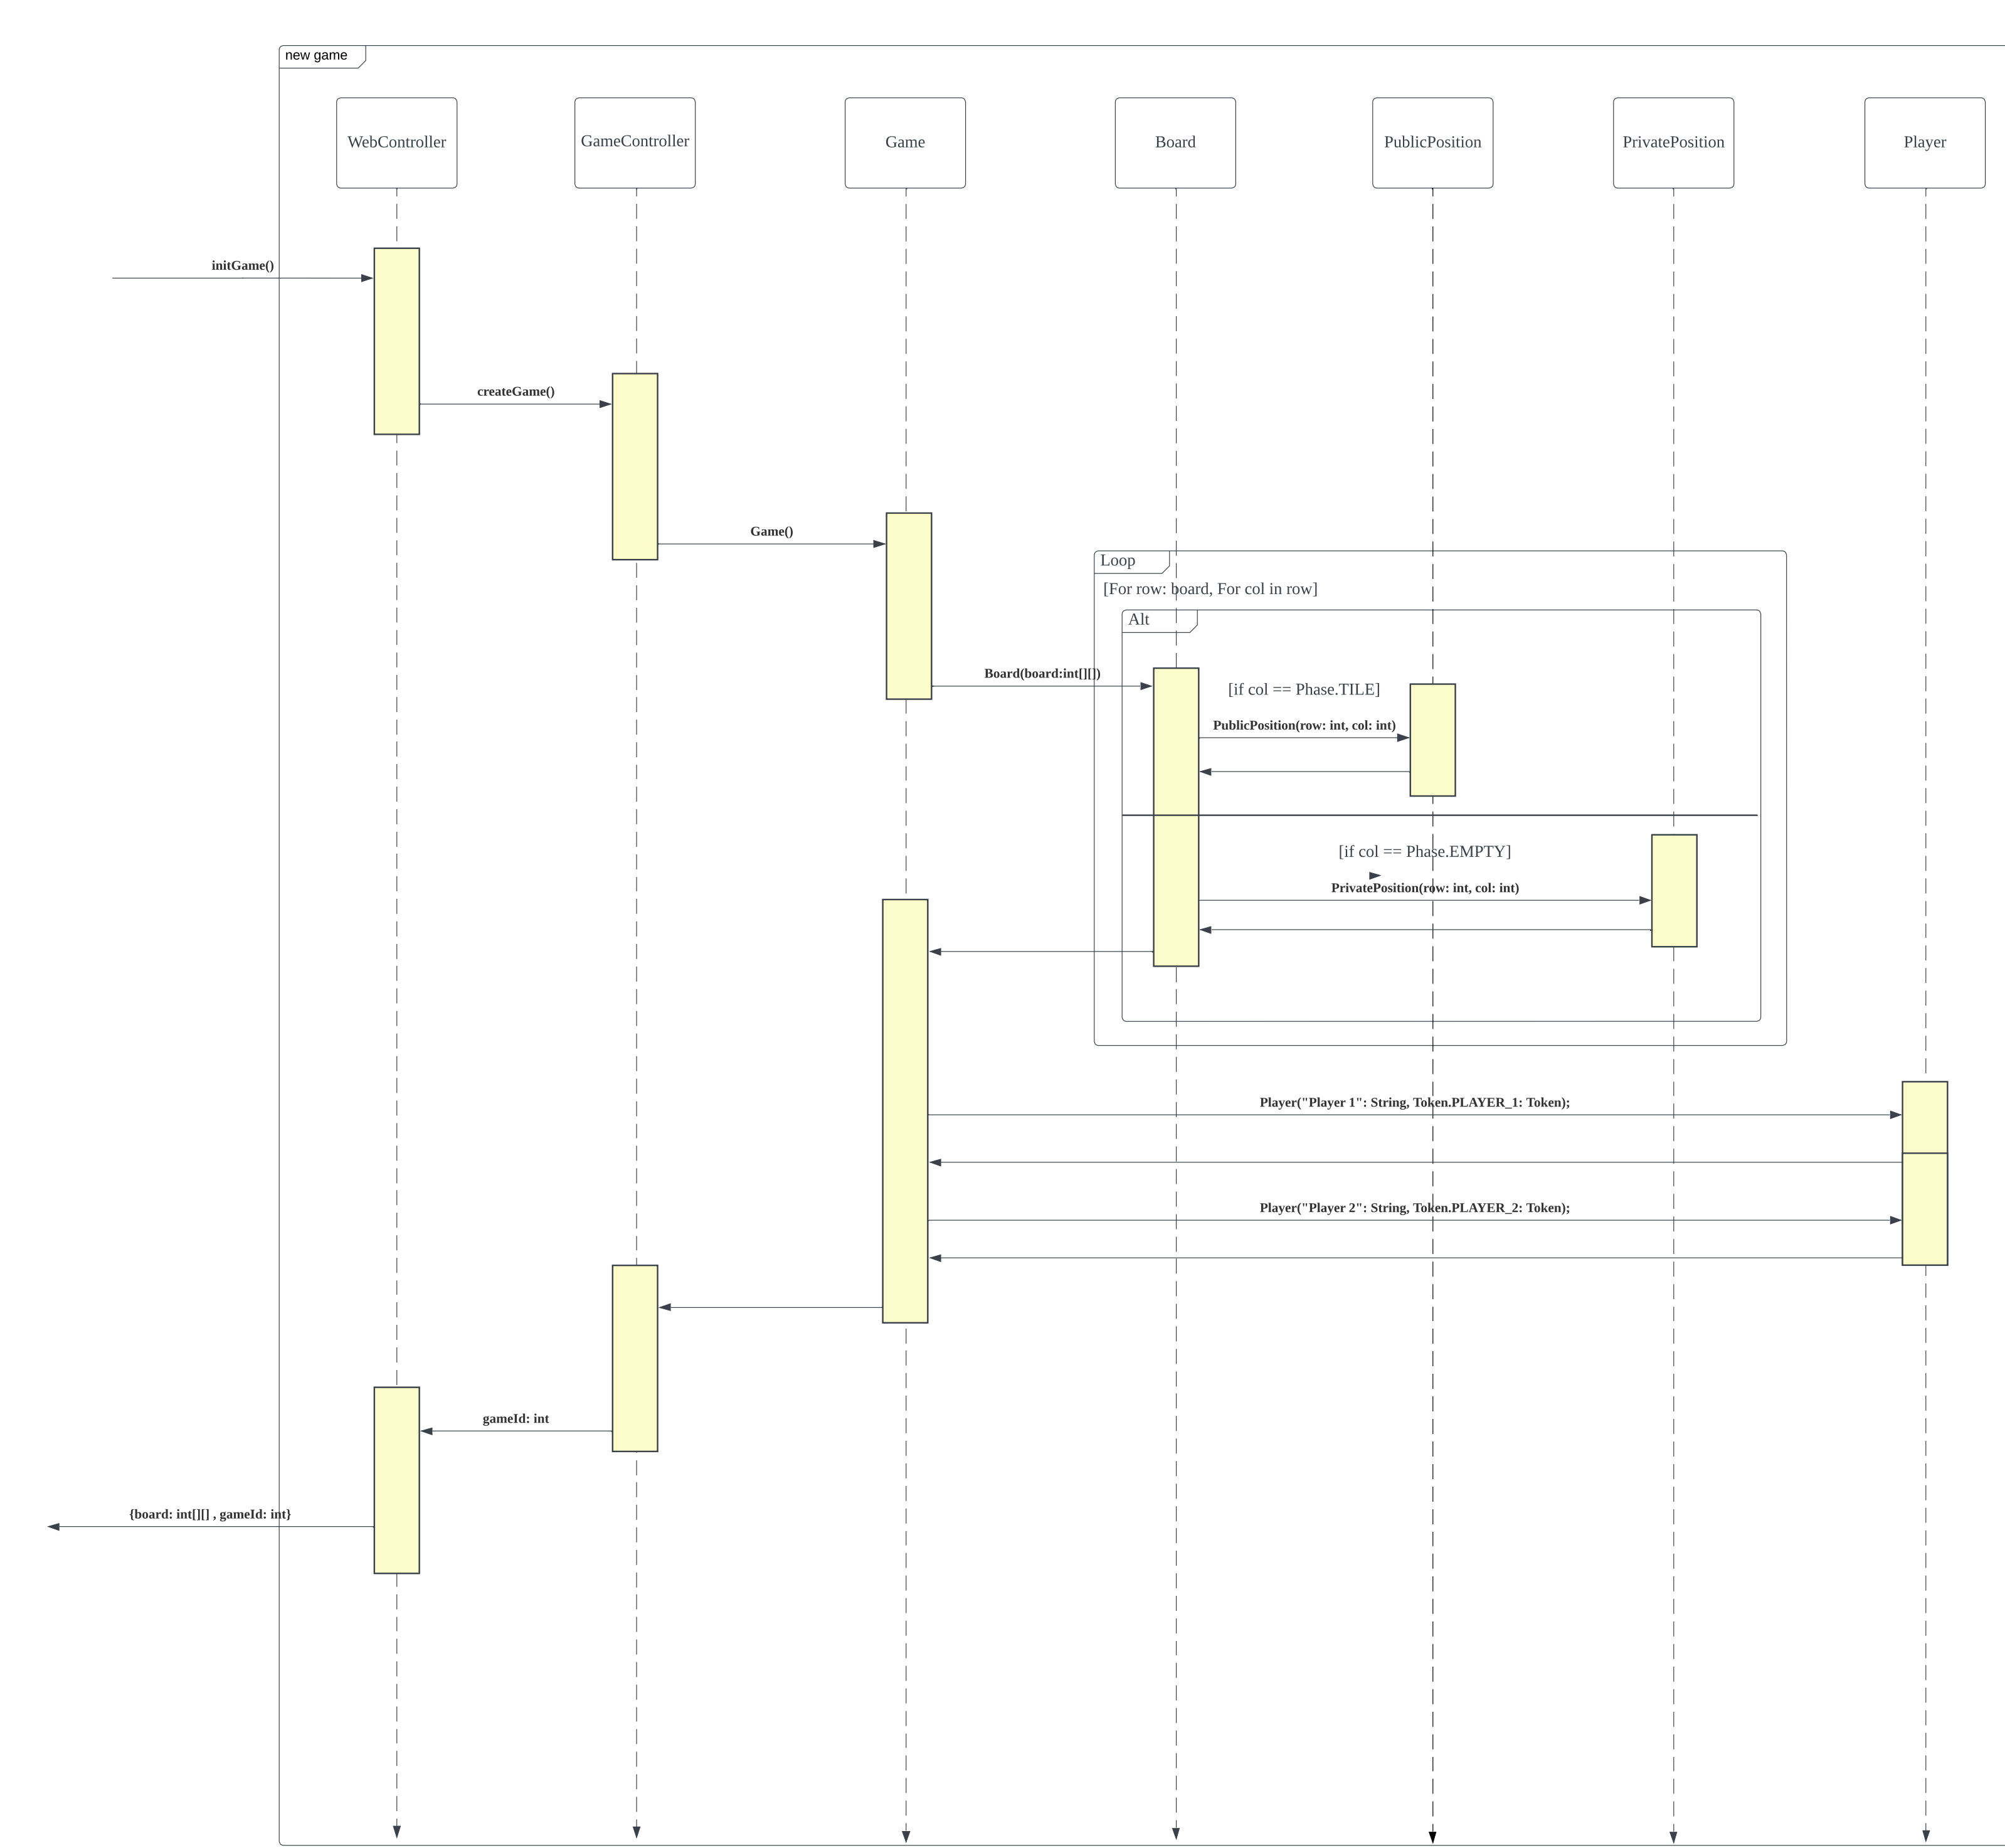 new game
WebController
GameController
Game
Board
PublicPosition
PrivatePosition
Player
initGame()
createGame()
Game()
Loop
[For row: board, For col in row]
Alt
Board(board:int[][])
[if col == Phase.TILE]
PublicPosition(row: int, col: int)
[if col == Phase.EMPTY]
PrivatePosition(row: int, col: int)
Player("Player 1": String, Token.PLAYER_1: Token);
Player("Player 2": String, Token.PLAYER_2: Token);
gameId: int
{board: int[][] , gameId: int}